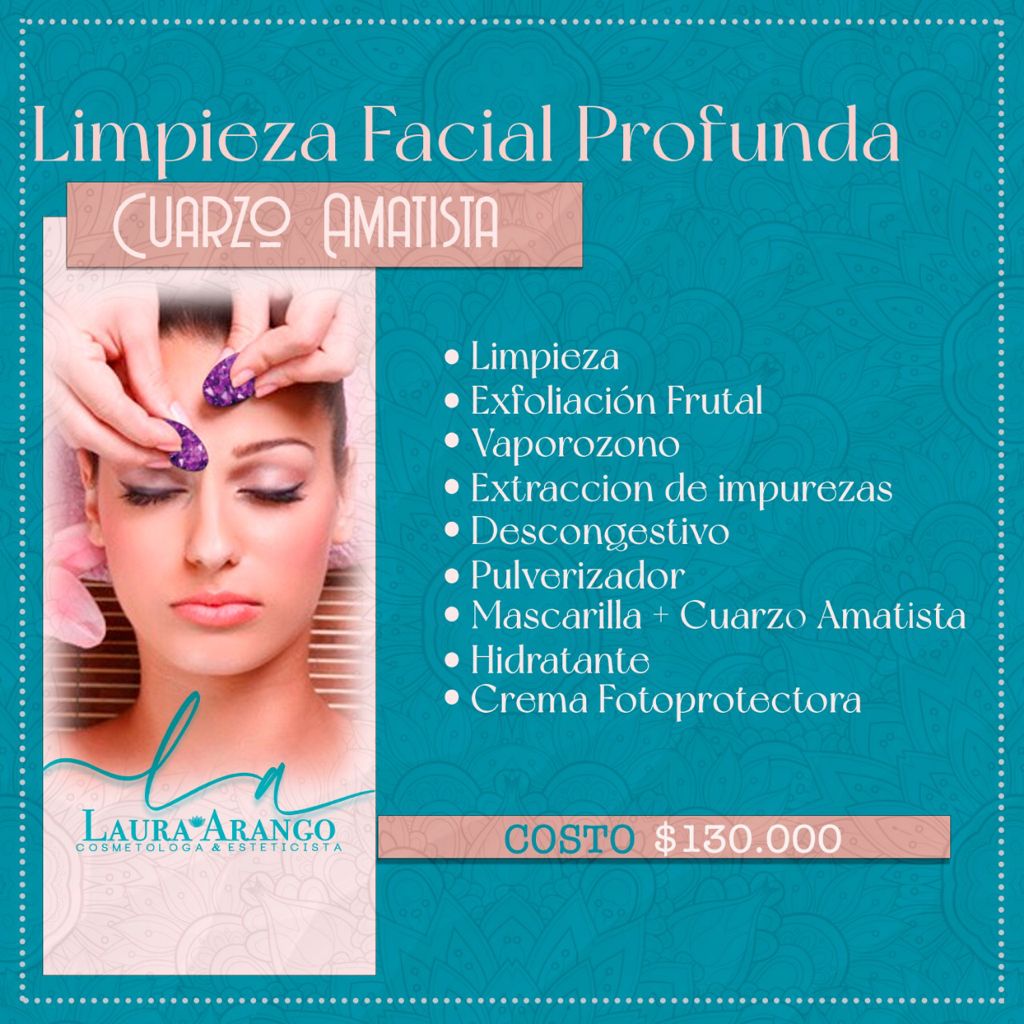 Limpieza Facial Profunda
Cuarzo Amatista
• Limpieza
• Exfoliación Frutal
• Vaporozono
• Extraccion de impurezas
• Descongestivo
• Pulverizador
• Mascarilla + Cuarzo Amatista
• Hidratante
• Crema Fotoprotectora
la
LAURA ARANGO
COSMETOLOGA & ESTETICISTA
COSTO $130.000